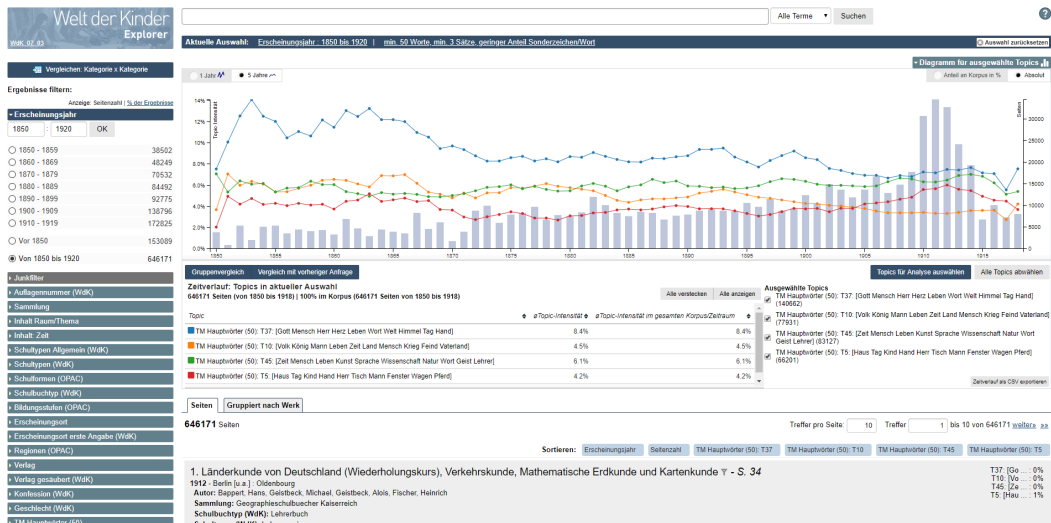 Welt der Kinder
Explorer
WdK_07_03
Alle Terme
Suchen
?
Aktuelle Auswahl: Erscheinungsjahr : 1850 bis 1920 | min. 50 Worte, min. 3 Sätze, geringer Anteil Sonderzeichen/Wort
Auswahl zurücksetzen
Vergleichen: Kategorie x Kategorie
Ergebnisse filtern:
Anzeige: Seitenzahl | % der Ergebnisse
Erscheinungsjahr
1850 : 1920 OK
1850 - 1859 38502
1860 - 1869 48249
1870 - 1879 70532
1880 - 1889 84492
1890 - 1899 92775
1900 - 1909 138796
1910 - 1919 172825
Vor 1850 153089
Von 1850 bis 1920 646171
Junkfilter
Auflagennummer (WdK)
Sammlung
Inhalt Raum/Thema
Inhalt: Zeit
Schultypen Allgemein (WdK)
Schultypen (WdK)
Schulformen (OPAC)
Schulbuchtyp (WdK)
Bildungsstufen (OPAC)
Erscheinungsort
Erscheinungsort erste Angabe (WdK)
Regionen (OPAC)
Verlag
Verlag gesäubert (WdK)
Konfession (WdK)
Geschlecht (WdK)
TM Hauptwörter (50)
Diagramm für ausgewählte Topics
1 Jahr 5 Jahre
Anteil an Korpus in % Absolut
Topic-Intensität
14%
12%
10%
8.0%
6.0%
4.0%
2.0%
0.0%
Seiten
30000
25000
20000
15000
10000
5000
1850 1855 1860 1865 1870 1875 1880 1885 1890 1895 1900 1905 1910 1915
Gruppenvergleich Vergleich mit vorheriger Anfrage
Topics für Analyse auswählen Alle Topics abwählen
Zeitverlauf: Topics in aktueller Auswahl
646171 Seiten (von 1850 bis 1918) | 100% im Korpus (646171 Seiten von 1850 bis 1918)
Alle verstecken Alle anzeigen
Topic øTopic-Intensität øTopic-Intensität im gesamten Korpus/Zeitraum
TM Hauptwörter (50): T37: [Gott Mensch Herr Herz Leben Wort Welt Himmel Tag Hand] 8.4% 8.4%
TM Hauptwörter (50): T10: [Volk König Mann Leben Zeit Land Mensch Krieg Feind Vaterland] 4.5% 4.5%
TM Hauptwörter (50): T45: [Zeit Mensch Leben Kunst Sprache Wissenschaft Natur Wort Geist Lehrer] 6.1% 6.1%
TM Hauptwörter (50): T5: [Haus Tag Kind Hand Herr Tisch Mann Fenster Wagen Pferd] 4.2% 4.2%
Ausgewählte Topics
TM Hauptwörter (50): T37: [Gott Mensch Herr Herz Leben Wort Welt Himmel Tag Hand]
(140662)
TM Hauptwörter (50): T10: [Volk König Mann Leben Zeit Land Mensch Krieg Feind Vaterland]
(77931)
TM Hauptwörter (50): T45: [Zeit Mensch Leben Kunst Sprache Wissenschaft Natur Wort
Geist Lehrer] (83127)
TM Hauptwörter (50): T5: [Haus Tag Kind Hand Herr Tisch Mann Fenster Wagen Pferd]
(66201)
Zeitverlauf als CSV exportieren
Seiten Gruppiert nach Werk
646171 Seiten
Treffer pro Seite: 10 Treffer 1 bis 10 von 646171 weiter» »»
Sortieren: Erscheinungsjahr Seitenzahl TM Hauptwörter (50): T37 TM Hauptwörter (50): T10 TM Hauptwörter (50): T45 TM Hauptwörter (50): T5
1. Länderkunde von Deutschland (Wiederholungskurs), Verkehrskunde, Mathematische Erdkunde und Kartenkunde - S. 34
1912 - Berlin [u.a.] : Oldenbourg
Autor: Bappert, Hans, Geistbeck, Michael, Geistbeck, Alois, Fischer, Heinrich
Sammlung: Geographieschulbuecher Kaiserreich
Schulbuchtyp (WdK): Lehrerbuch
T37: [Go ... : 0%
T10: [Vo ... : 0%
T45: [Ze ... : 0%
T5: [Hau ... : 1%